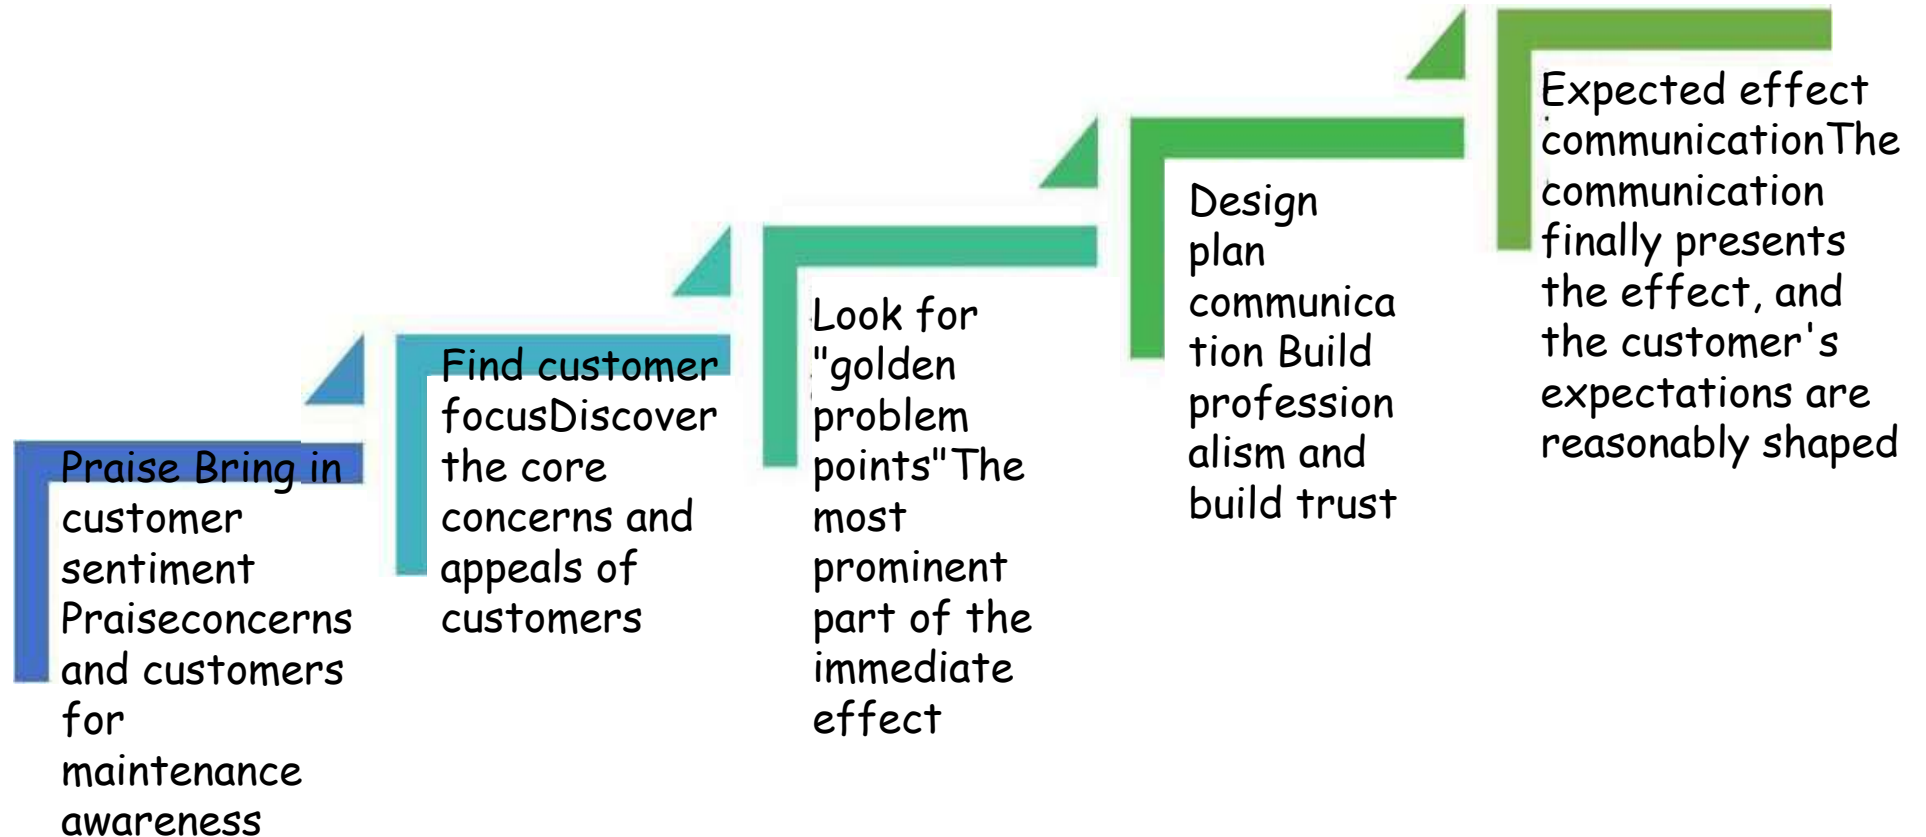 Praise Bring in
customer
sentiment
Praiseconcerns
and customers
for
maintenance
awareness
Find customer
focusDiscover
the core
concerns and
appeals of
customers
Look for
"golden
problem
points"The
most
prominent
part of the
immediate
effect
Design
plan
communica
tion Build
profession
alism and
build trust
Expected effect
communicationThe
communication
finally presents
the effect, and
the customer's
expectations are
reasonably shaped